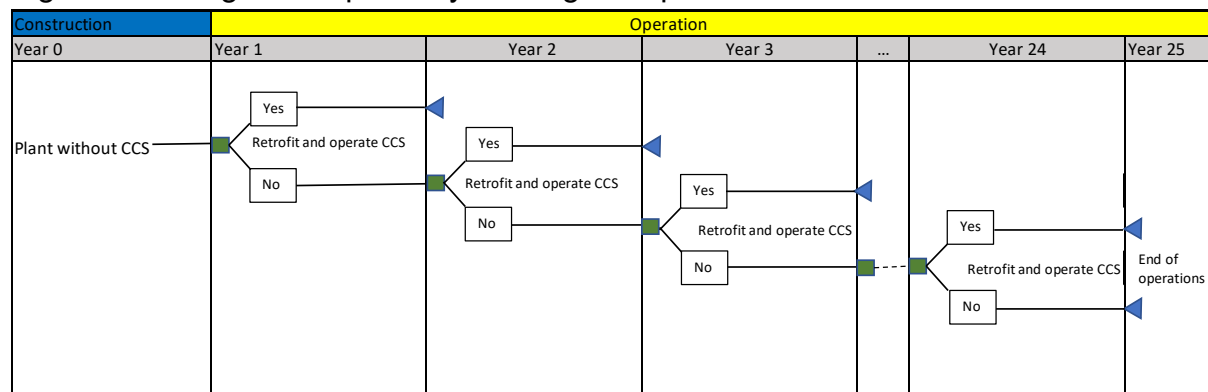 Construction Operation
Year 0 Year 1 Year 2 Year 3 ... Year 24 Year 25
Plant without CCS
Yes
Retrofit and operate CCS
No
Yes
Retrofit and operate CCS
No
Yes
Retrofit and operate CCS
No
Yes
Retrofit and operate CCS
No
End of
operations